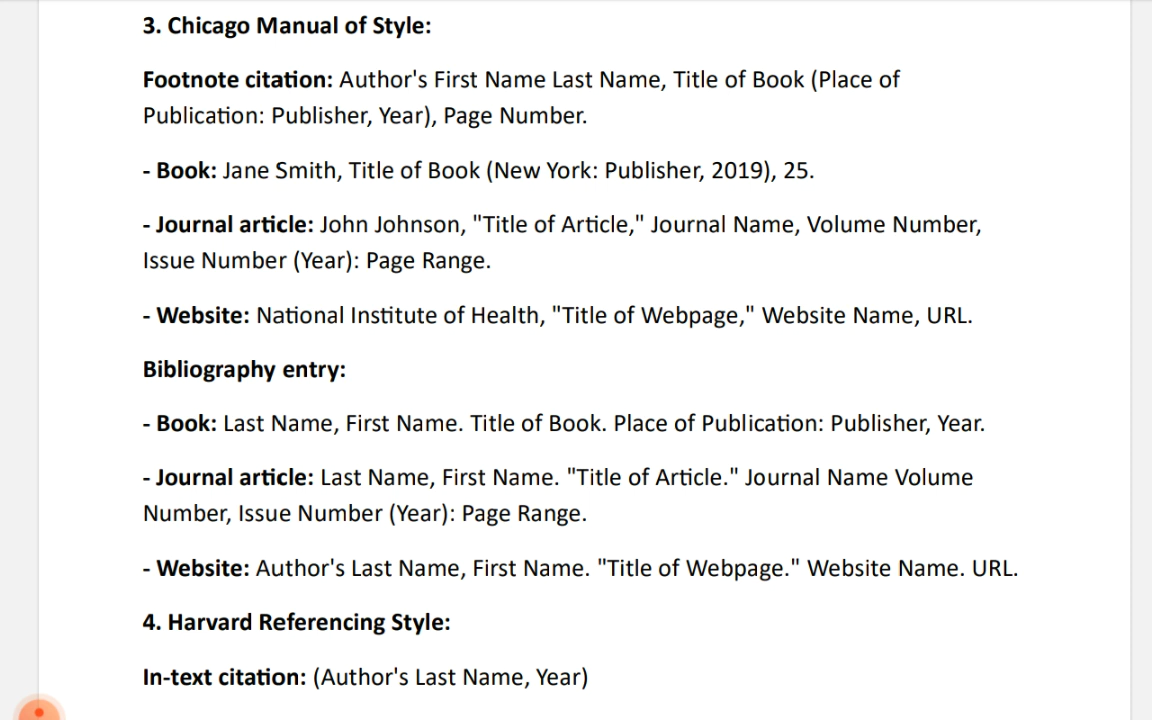 3. Chicago Manual of Style:
Footnote citation: Author's First Name Last Name, Title of Book (Place of
Publication: Publisher, Year), Page Number.
- Book: Jane Smith, Title of Book (New York: Publisher, 2019), 25.
- Journal article: John Johnson, "Title of Article," Journal Name, Volume Number,
Issue Number (Year): Page Range.
- Website: National Institute of Health, "Title of Webpage," Website Name, URL.
Bibliography entry:
- Book: Last Name, First Name. Title of Book. Place of Publication: Publisher, Year.
- Journal article: Last Name, First Name. "Title of Article." Journal Name Volume
Number, Issue Number (Year): Page Range.
- Website: Author's Last Name, First Name. "Title of Webpage." Website Name. URL.
4. Harvard Referencing Style:
In-text citation: (Author's Last Name, Year)